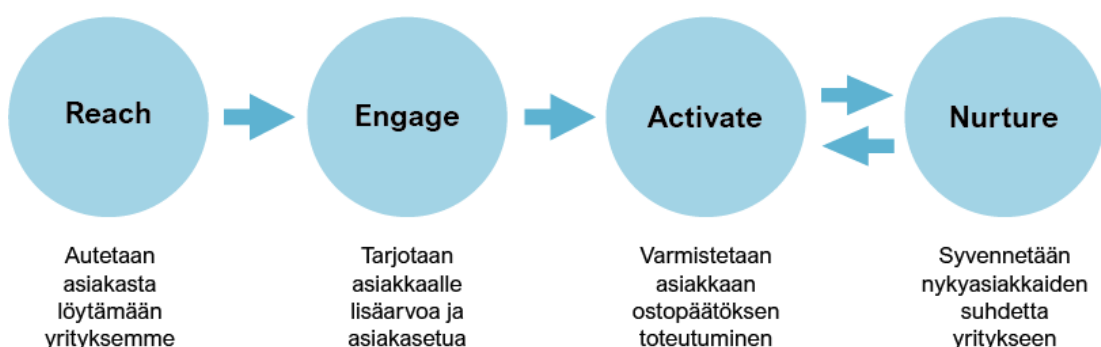 Reach
Engage
Activate
Nurture
Autetaan
asiakasta
löytämään
yrityksemme
Tarjotaan
asiakkaalle
lisäarvoa ja
asiakasetua
Varmistetaan
asiakkaan
ostopäätöksen
toteutuminen
Syvennetään
nykyasiakkaiden
suhdetta
yritykseen